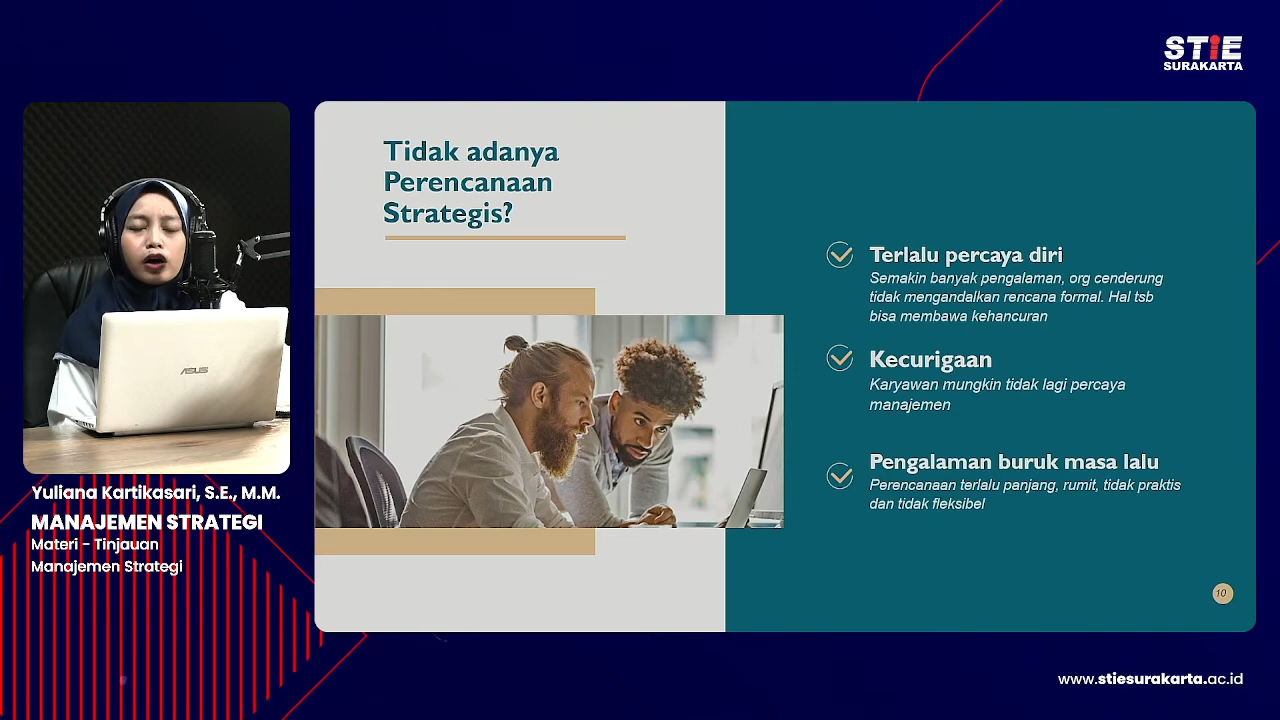 STIE
SURAKARTA
Tidak adanya
Perencanaan
Strategis?
Terlalu percaya diri
Semakin banyak pengalaman, org cenderung
tidak mengandalkan rencana formal. Hal tsb
bisa membawa kehancuran
Kecurigaan
Karyawan mungkin tidak lagi percaya
manajemen
Pengalaman buruk masa lalu
Perencanaan terlalu panjang, rumit, tidak praktis
dan tidak fleksibel
10
ASUS
Yuliana Kartikasari, S.E., M.M.
MANAJEMEN STRATEGI
Materi - Tinjauan
Manajemen Strategi
www.stiesurakarta.ac.id